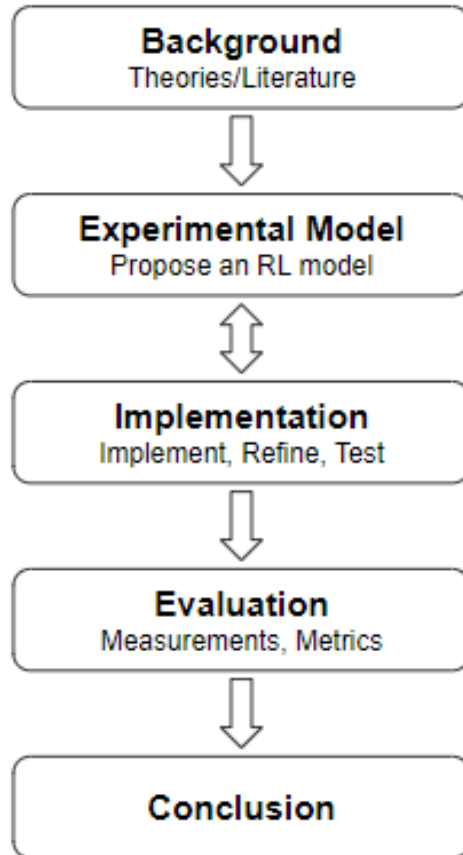 Background
Theories/Literature
Experimental Model
Propose an RL model
Implementation
Implement, Refine, Test
Evaluation
Measurements, Metrics
Conclusion